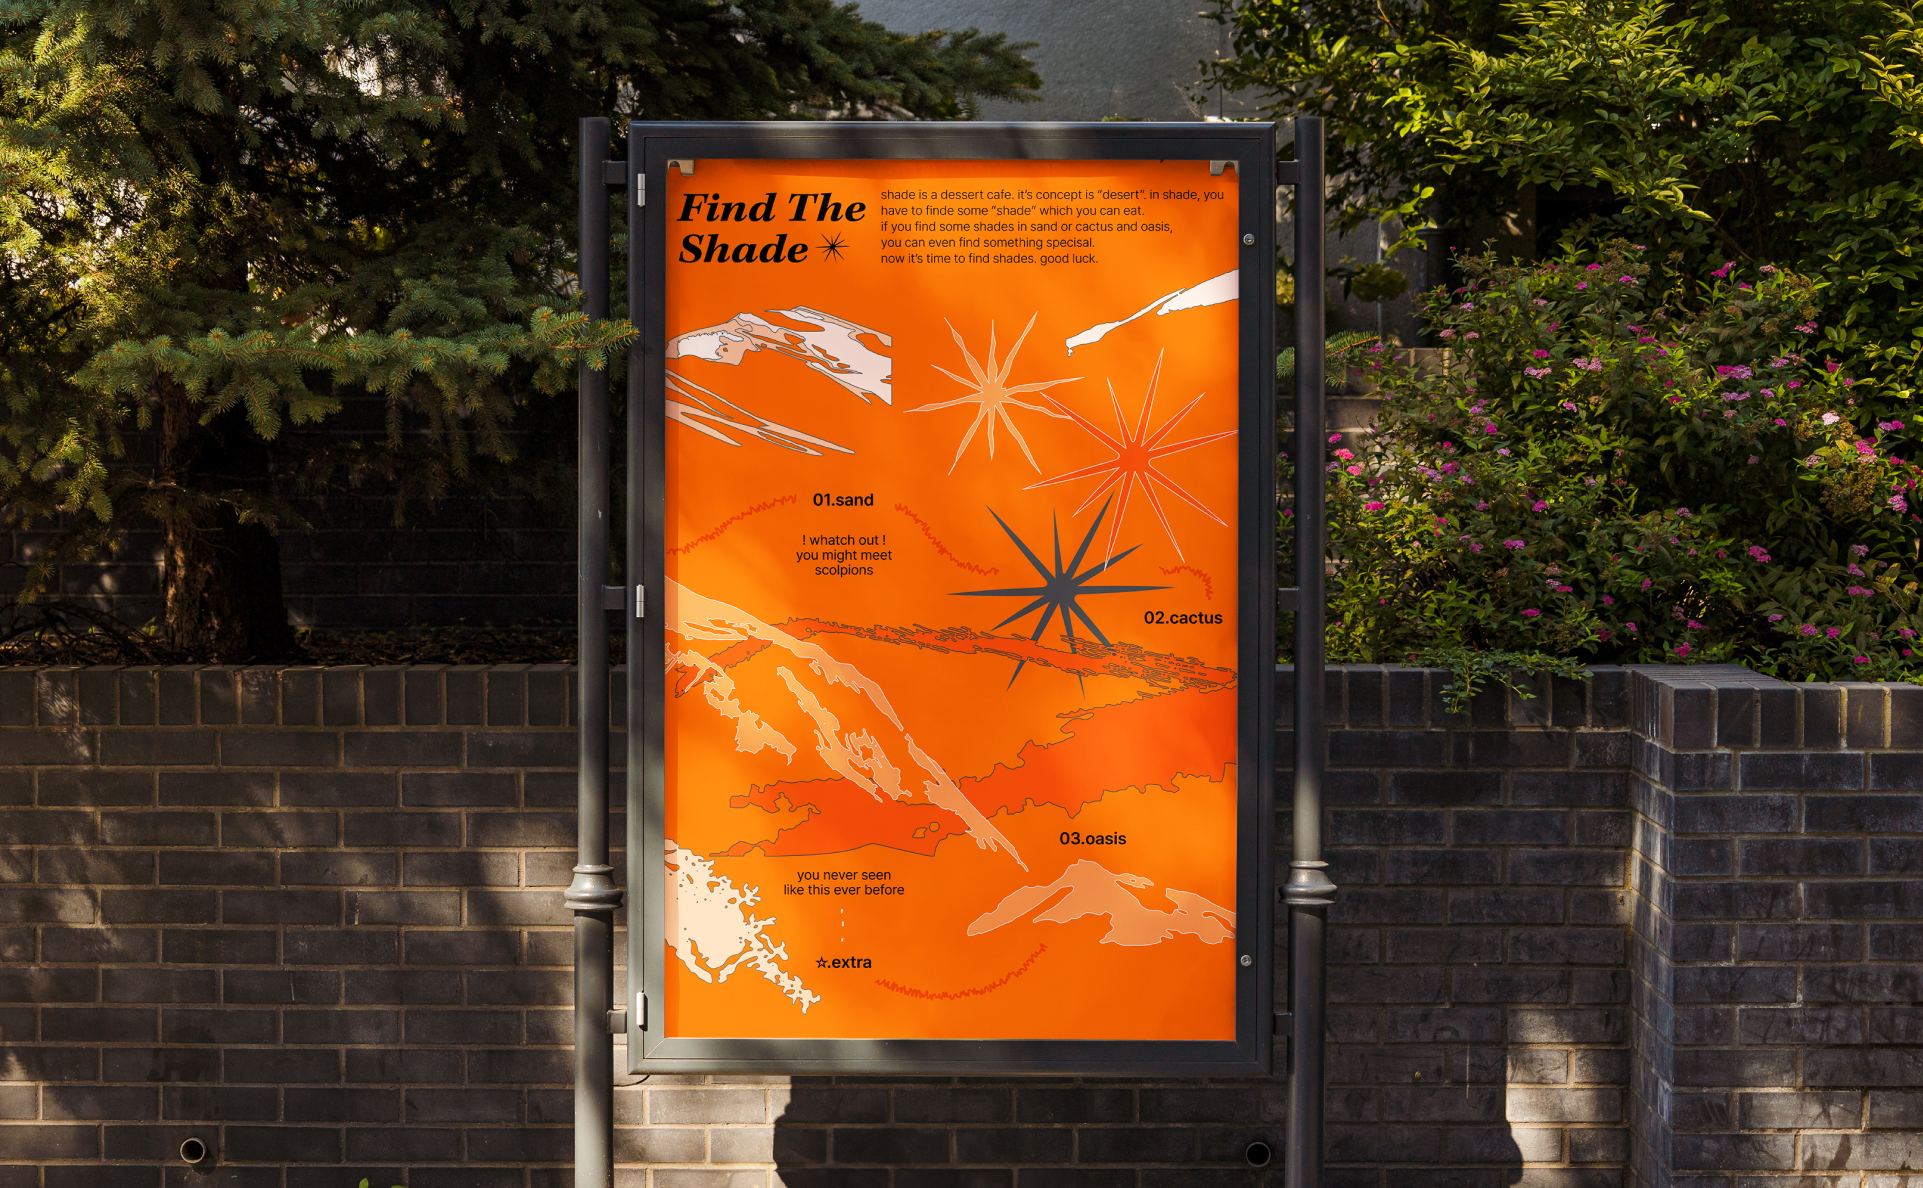 Find The
Shade
shade is a dessert cafe. it's concept is “desert”. in shade, you
have to finde some “shade” which you can eat.
if you find some shades in sand or cactus and oasis,
you can even find something specisal.
now it's time to find shades. good luck.
01.sand
! whatch out !
you might meet
scolpions
02.cactus
03.oasis
you never seen
like this ever before
☆.extra